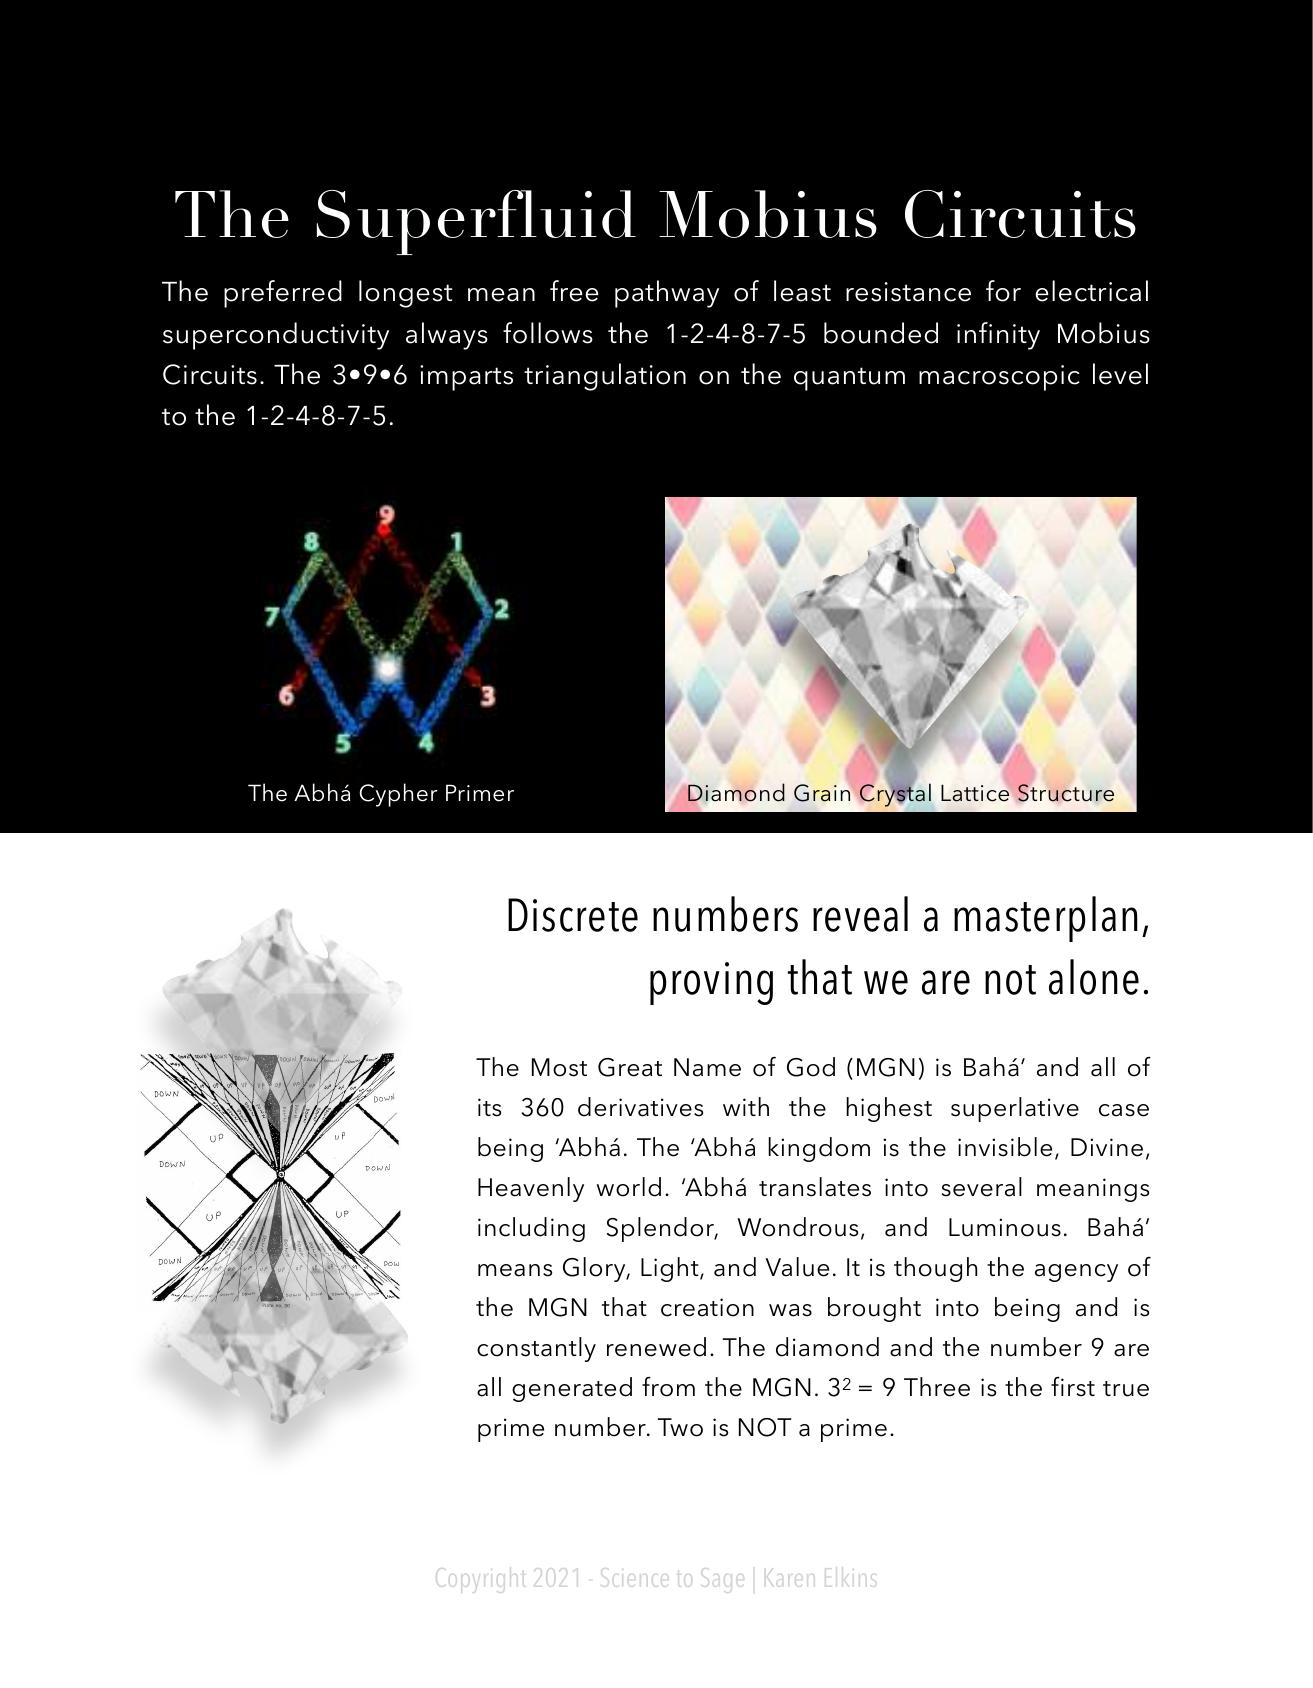 The Superfluid Mobius Circuits
The preferred longest mean free pathway of least resistance for electrical
superconductivity always follows the 1-2-4-8-7-5 bounded infinity Mobius
Circuits. The 3•9•6 imparts triangulation on the quantum macroscopic level
to the 1-2-4-8-7-5.
9
8 1
7 2
6 3
5 4
The Abhá Cypher Primer
Diamond Grain Crystal Lattice Structure
Discrete numbers reveal a masterplan,
proving that we are not alone.
DOWN DOWN
UP UP
DOWN DOWN
UP UP
DOWN DOW
The Most Great Name of God (MGN) is Bahá’ and all of
its 360 derivatives with the highest superlative case
being ‘Abhá. The ‘Abhá kingdom is the invisible, Divine,
Heavenly world. ‘Abhá translates into several meanings
including Splendor, Wondrous, and Luminous. Bahá’
means Glory, Light, and Value. It is though the agency of
the MGN that creation was brought into being and is
constantly renewed. The diamond and the number 9 are
all generated from the MGN. 3² = 9 Three is the first true
prime number. Two is NOT a prime.
Copyright 2021 - Science to Sage | Karen Elkins